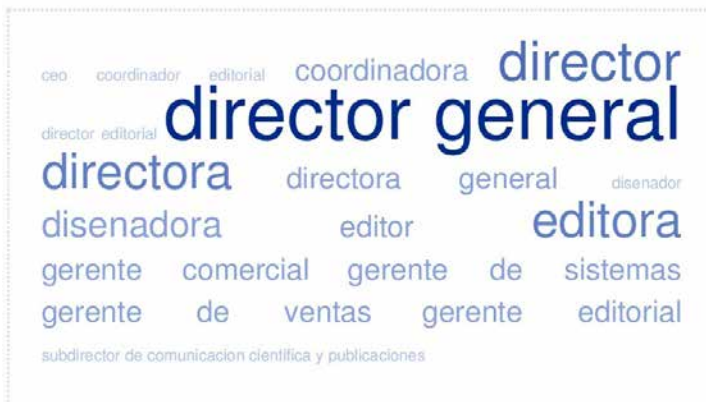 ceo coordinador editorial coordinadora director
director editorial director general
directora directora general disenador
disenadora editor editora
gerente comercial gerente de sistemas
gerente de ventas gerente editorial
subdirector de comunicacion cientifica y publicaciones